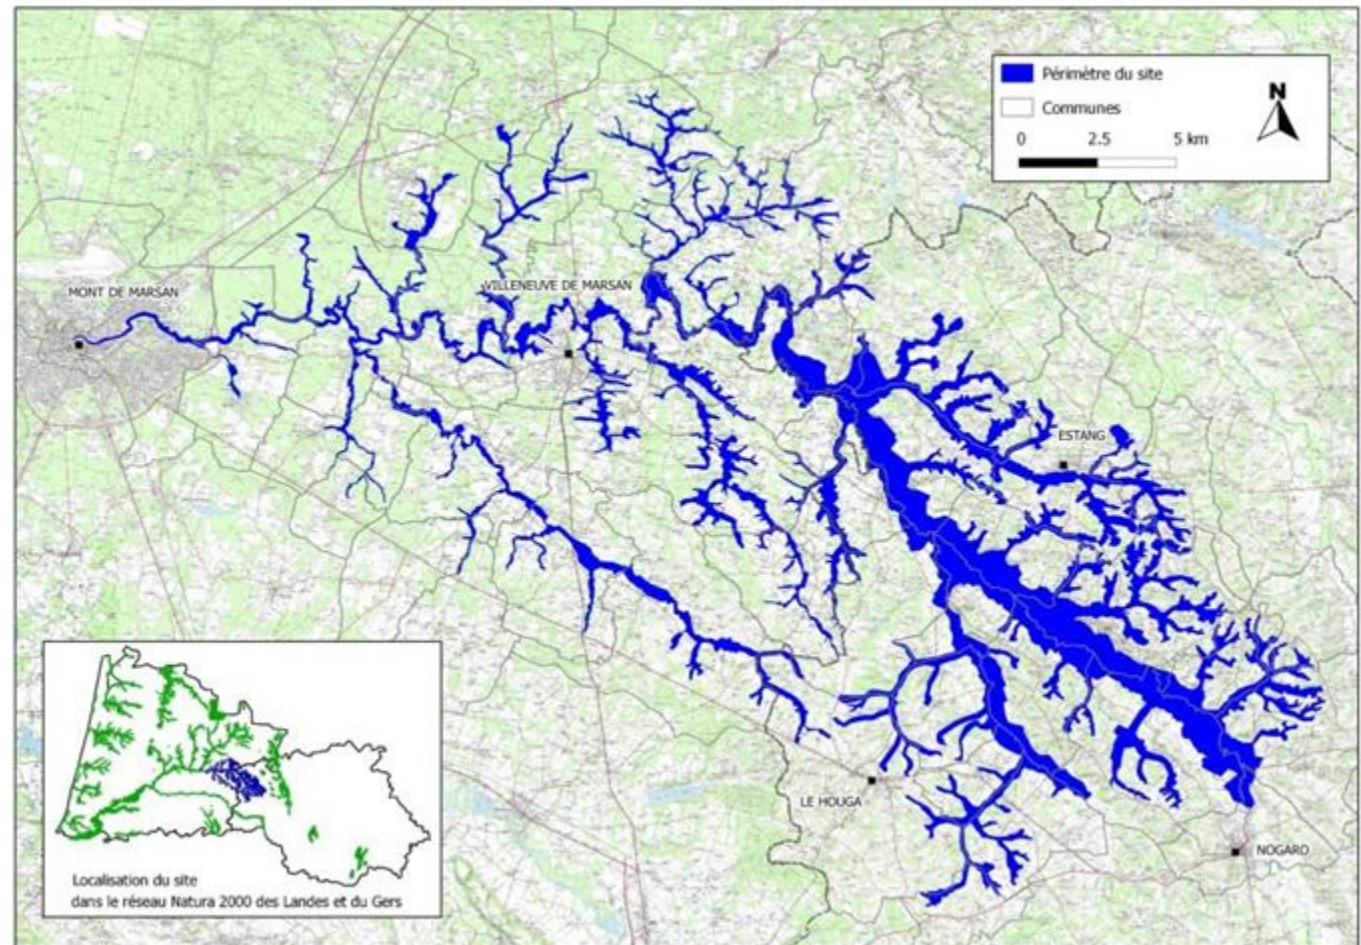 Périmètre du site
Communes
N
0 2.5 5 km
MONT DE MARSAN
VILLENEUVE DE MARSAN
ESTANG
LE HOUGA
NOGARO
Localisation du site
dans le réseau Natura 2000 des Landes et du Gers